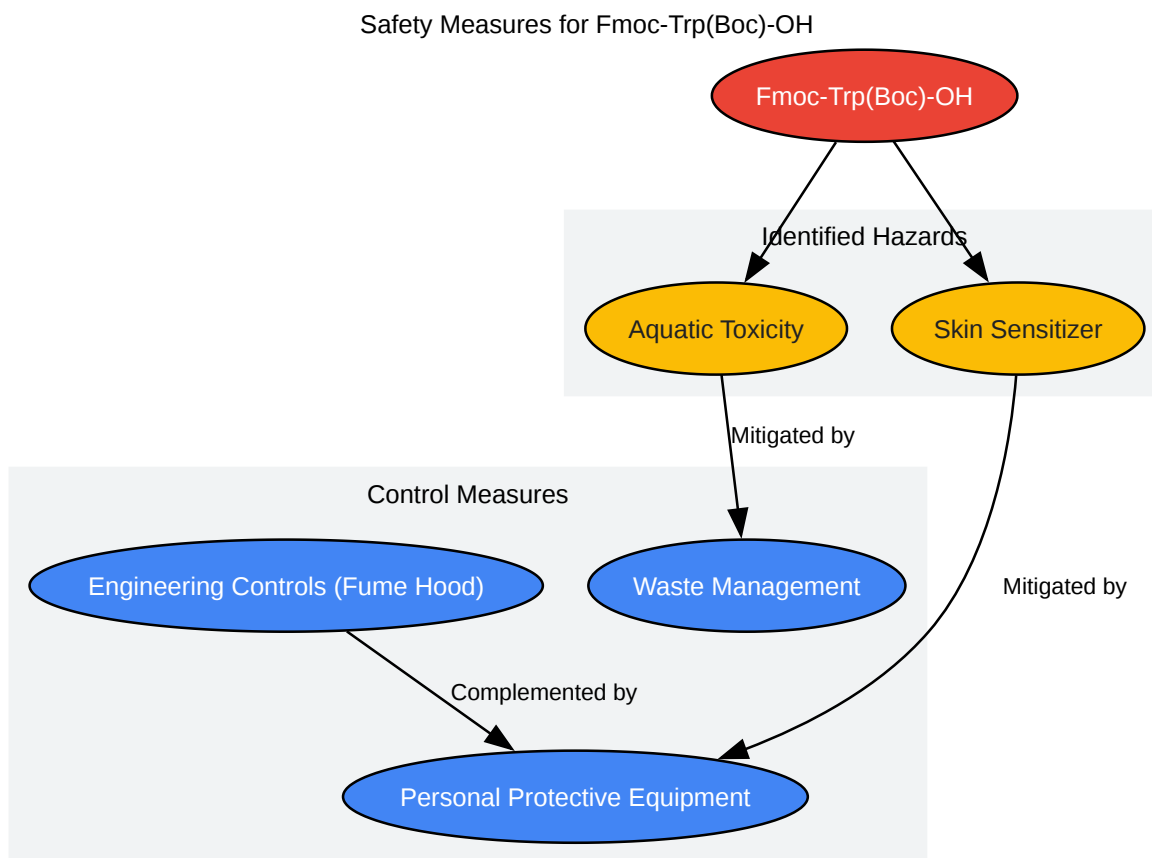 Safety Measures for Fmoc-Trp(Boc)-OH
Fmoc-Trp(Boc)-OH
Identified Hazards
Aquatic Toxicity
Skin Sensitizer
Mitigated by
Control Measures
Engineering Controls (Fume Hood)
Waste Management
Mitigated by
Complemented by
Personal Protective Equipment